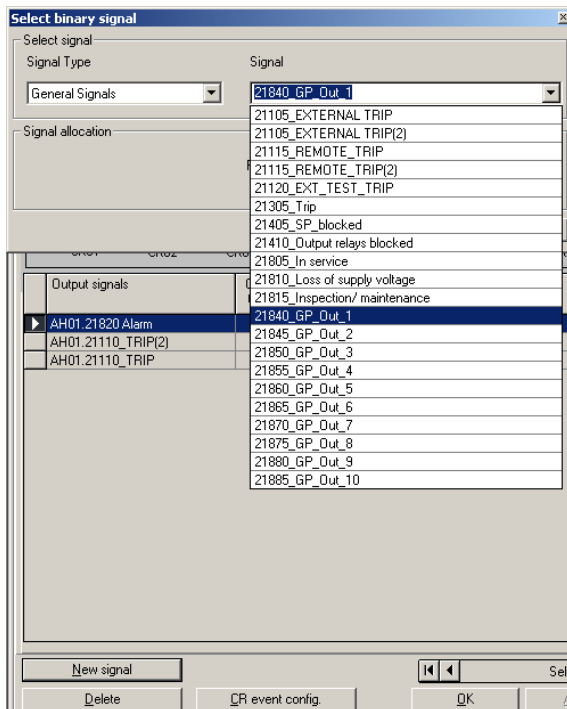 Select binary signal
Select signal
Signal Type
Signal
General Signals
21840_GP_Out_1
21105_EXTERNAL TRIP
21105_EXTERNAL TRIP(2)
21115_REMOTE_TRIP
21115_REMOTE_TRIP(2)
21120_EXT_TEST_TRIP
21305_Trip
21405_SP_blocked
21410_Output relays blocked
21805_In service
21810_Loss of supply voltage
21815_Inspection/ maintenance
21840_GP_Out_1
21845_GP_Out_2
21850_GP_Out_3
21855_GP_Out_4
21860_GP_Out_5
21865_GP_Out_6
21870_GP_Out_7
21875_GP_Out_8
21880_GP_Out_9
21885_GP_Out_10
Signal allocation
Output signals
AH01.21820 Alarm
AH01.21110_TRIP(2)
AH01.21110_TRIP
New signal
Sel
Delete
CR event config.
OK